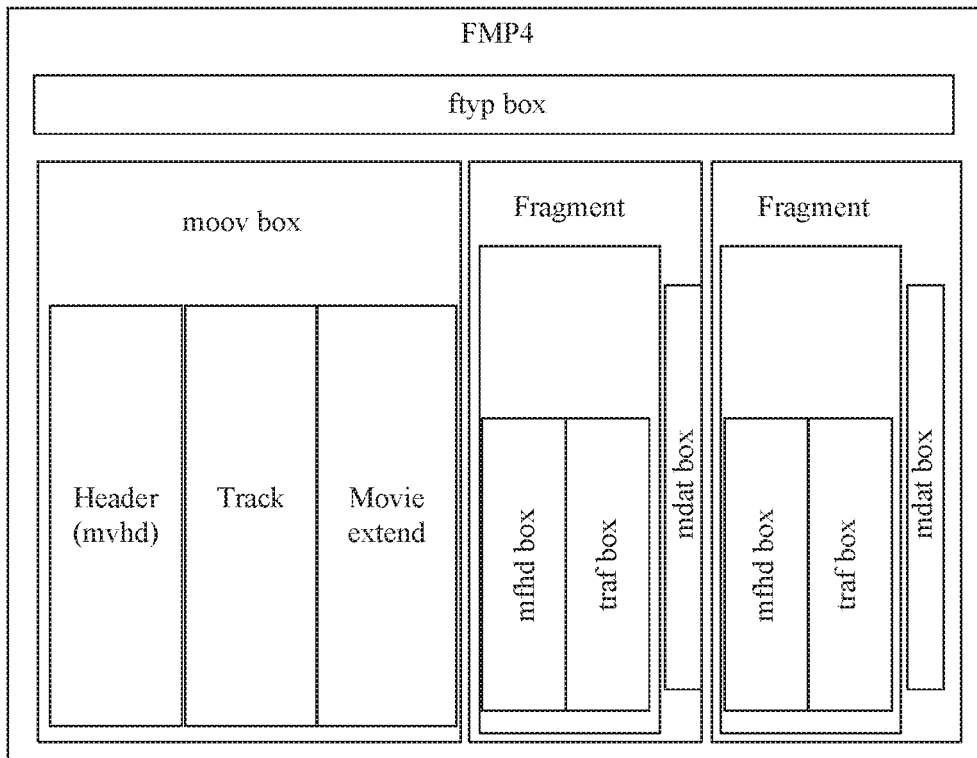 FMP4
ftyp box
moov box
Header
(mvhd)
Track
Movie
extend
Fragment
mfhd box
traf box
mdat box
Fragment
mfhd box
traf box
mdat box